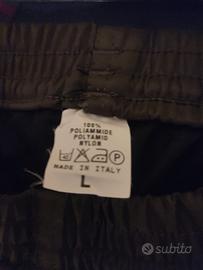 100%
POLIAMMIDE
POLYAMID
NYLON
P
MADE IN ITALY
L
subito